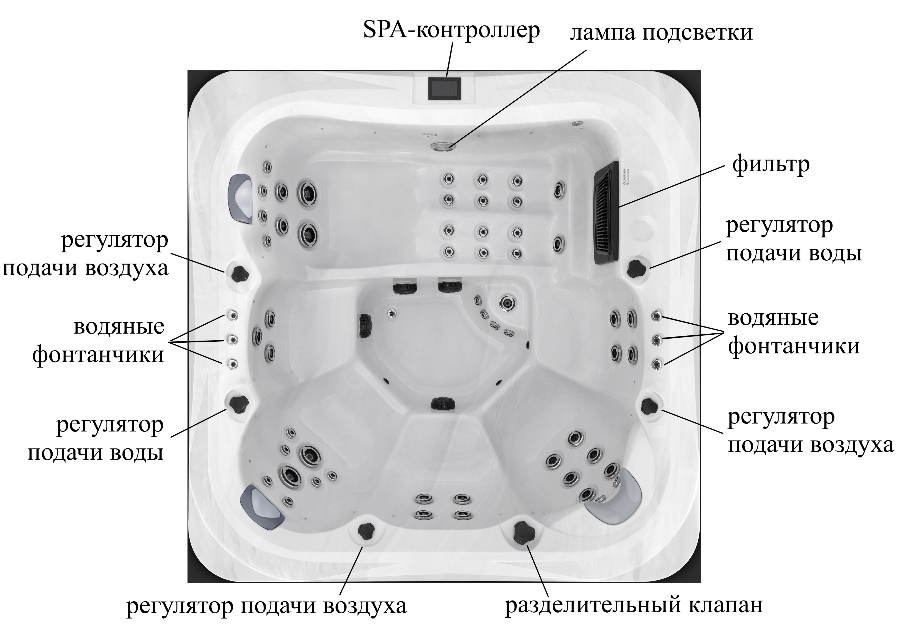 SPA-контроллер
лампа подсветки
фильтр
регулятор
подачи воды
регулятор
подачи воздуха
водяные
фонтанчики
водяные
фонтанчики
регулятор
подачи воды
регулятор
подачи воздуха
регулятор подачи воздуха
разделительный клапан